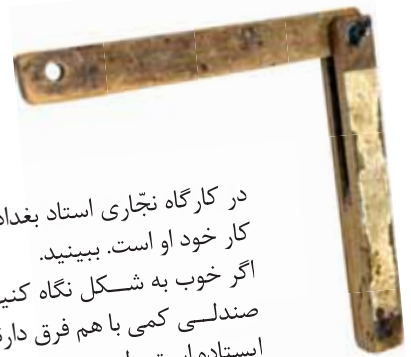 در کارگاه نجّاری استاد بغداد
کار خود او است. ببینید.
اگر خوب به شکل نگاه کنی
صندلی کمی با هم فرق دارن
ایستاده است